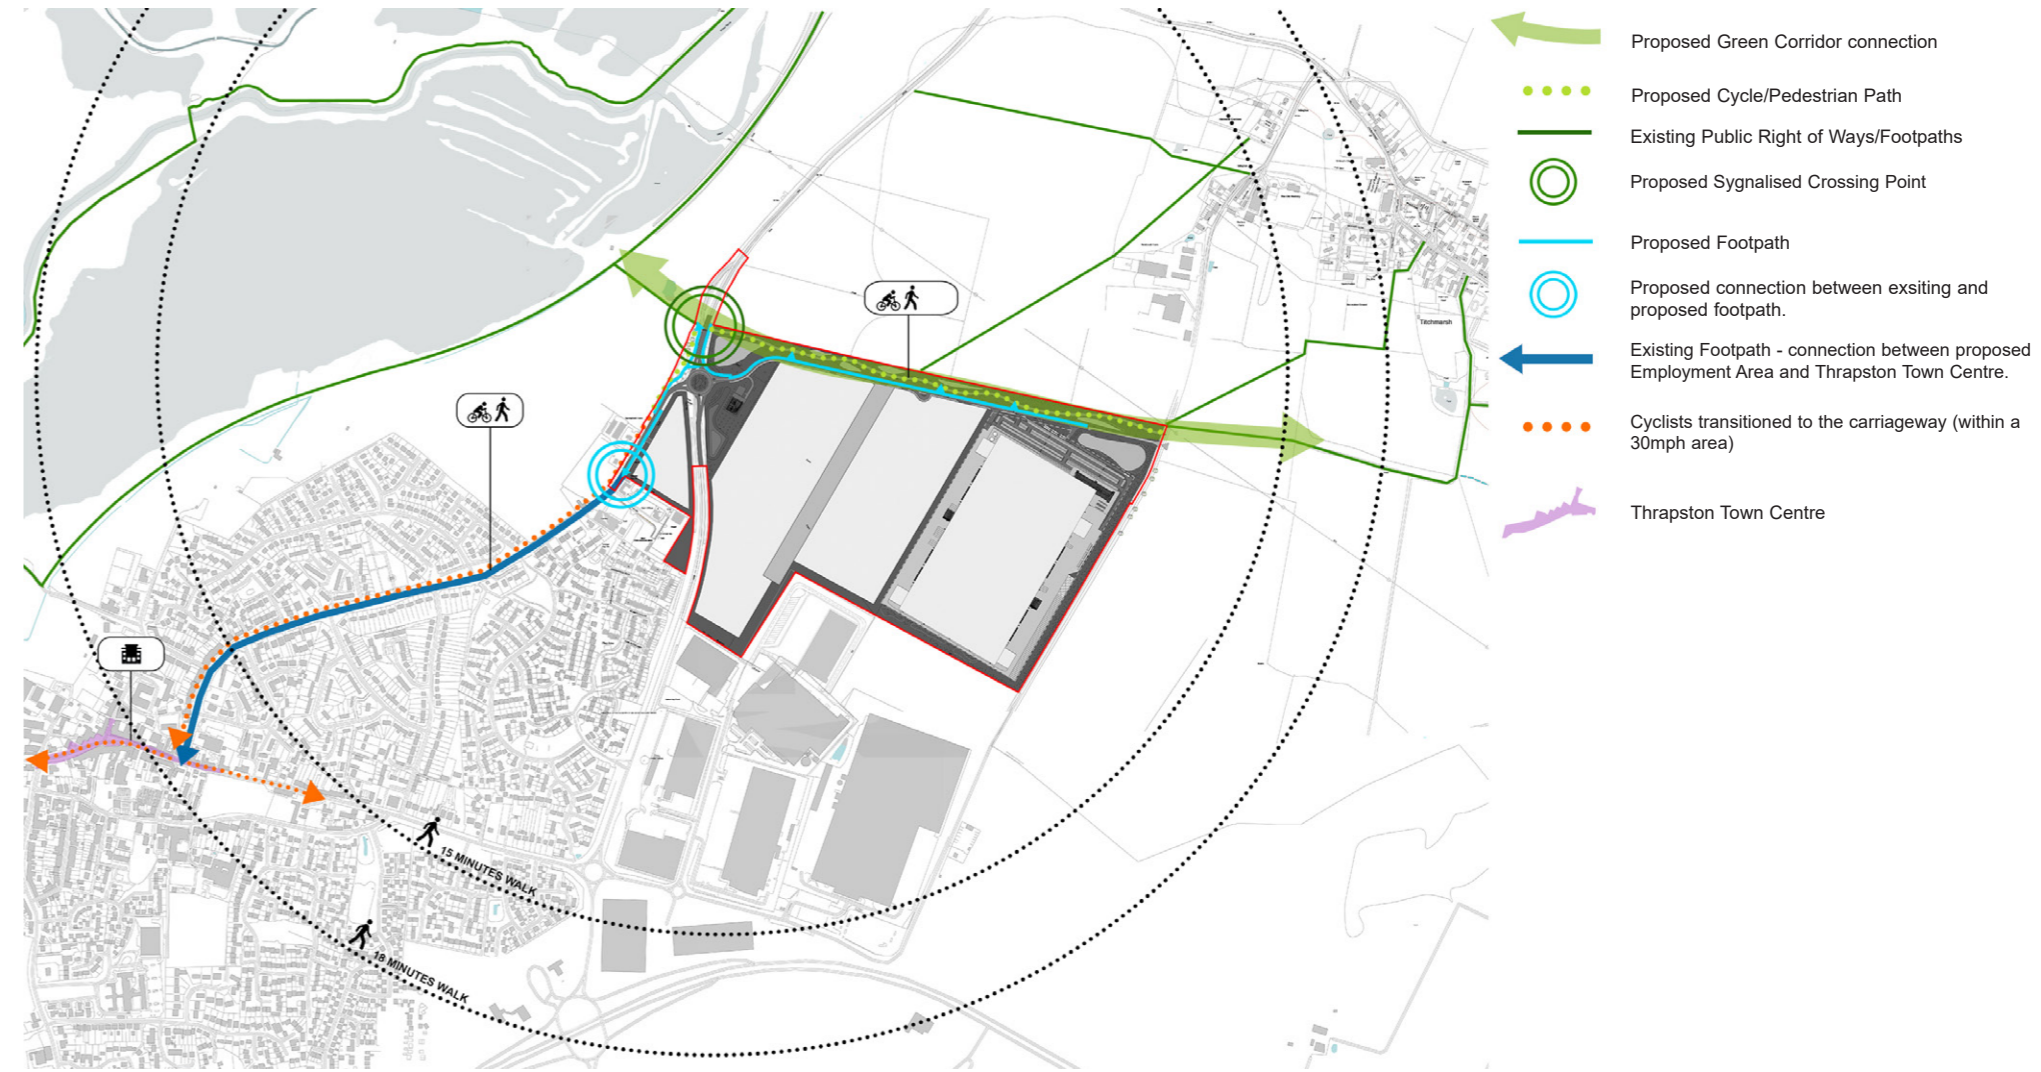 Proposed Green Corridor connection
Proposed Cycle/Pedestrian Path
Existing Public Right of Ways/Footpaths
Proposed Sygnalised Crossing Point
Proposed Footpath
Proposed connection between exsiting and
proposed footpath.
Existing Footpath - connection between proposed
Employment Area and Thrapston Town Centre.
Cyclists transitioned to the carriageway (within a
30mph area)
Thrapston Town Centre
Titchmarsh
15 MINUTES WALK
18 MINUTES WALK